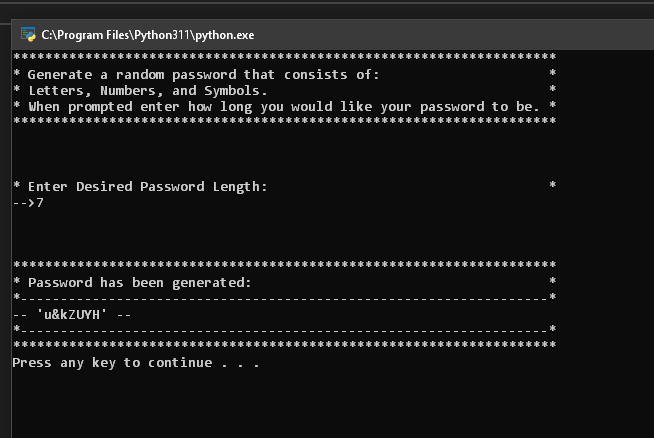 C:\Program Files\Python311\python.exe
*********************************************************************
* Generate a random password that consists of:                      *
* Letters, Numbers, and Symbols.                                    *
* When prompted enter how long you would like your password to be. *
*********************************************************************
* Enter Desired Password Length:                                    *
-->7
*********************************************************************
* Password has been generated:                                      *
*-------------------------------------------------------------------*
-- 'u&kZUYH' --
*-------------------------------------------------------------------*
*********************************************************************
Press any key to continue . . .